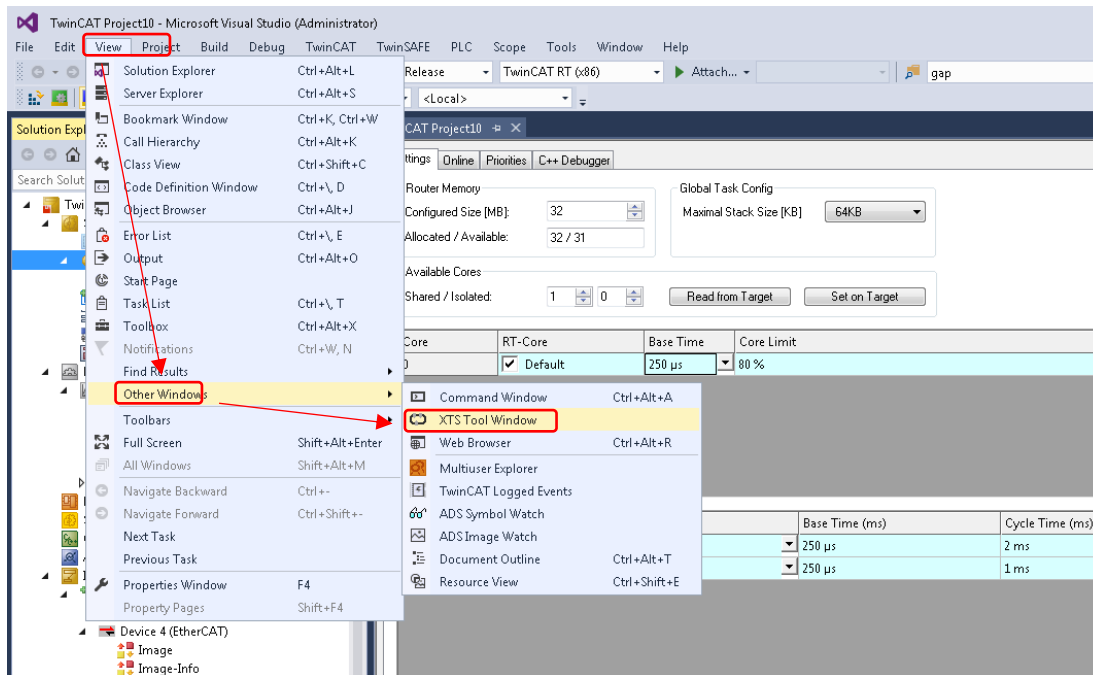 TwinCAT Project10 - Microsoft Visual Studio (Administrator)
File Edit View Project Build Debug TwinCAT TwinSAFE PLC Scope Tools Window Help
Release TwinCAT RT (x86) Attach... gap
<Local>
Solution Expl
CAT Project10
Search Solut
Twi
Solution Explorer Ctrl+Alt+L
Server Explorer Ctrl+Alt+S
Bookmark Window Ctrl+K, Ctrl+W
Call Hierarchy Ctrl+Alt+K
Class View Ctrl+Shift+C
Code Definition Window Ctrl+\, D
Object Browser Ctrl+Alt+J
Error List Ctrl+\, E
Output Ctrl+Alt+O
Start Page
Task List Ctrl+\, T
Toolbox Ctrl+Alt+X
Notifications Ctrl+W, N
Find Results
Other Windows
Toolbars
Full Screen Shift+Alt+Enter
All Windows Shift+Alt+M
Navigate Backward Ctrl+-
Navigate Forward Ctrl+Shift+-
Next Task
Previous Task
Properties Window F4
Property Pages Shift+F4
ttings Online Priorities C++ Debugger
Router Memory
Configured Size [MB]: 32
Allocated / Available: 32 / 31
Global Task Config
Maximal Stack Size [KB] 64KB
Available Cores
Shared / Isolated: 1 0 Read from Target Set on Target
Core RT-Core Base Time Core Limit
Default 250 µs 80 %
Command Window Ctrl+Alt+A
XTS Tool Window
Web Browser Ctrl+Alt+R
Multiuser Explorer
TwinCAT Logged Events
ADS Symbol Watch
ADS Image Watch
Document Outline Ctrl+Alt+T
Resource View Ctrl+Shift+E
Base Time (ms) Cycle Time (ms)
250 µs 2 ms
250 µs 1 ms
Device 4 (EtherCAT)
Image
Image-Info